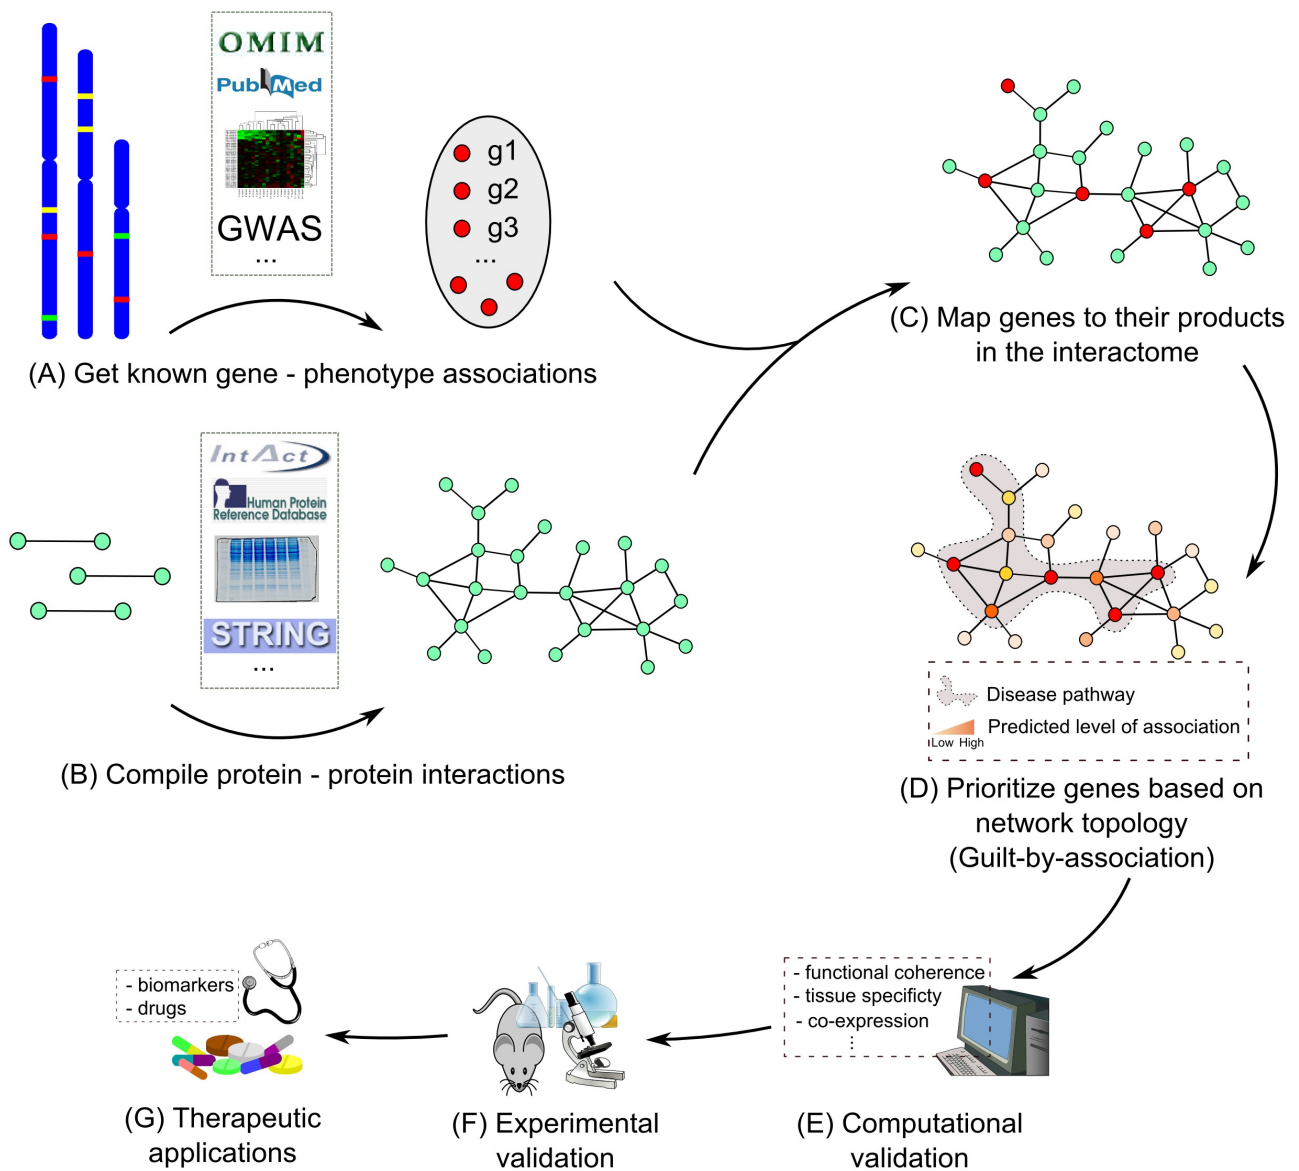 OMIM
PubMed
GWAS
...
g1
g2
g3
...
(A) Get known gene - phenotype associations
(C) Map genes to their products
in the interactome
IntAct
Human Protein
Reference Database
STRING
...
(B) Compile protein - protein interactions
Disease pathway
Predicted level of association
Low High
(D) Prioritize genes based on
network topology
(Guilt-by-association)
- functional coherence
- tissue specificty
- co-expression
...
(E) Computational
validation
(F) Experimental
validation
- biomarkers
- drugs
(G) Therapeutic
applications